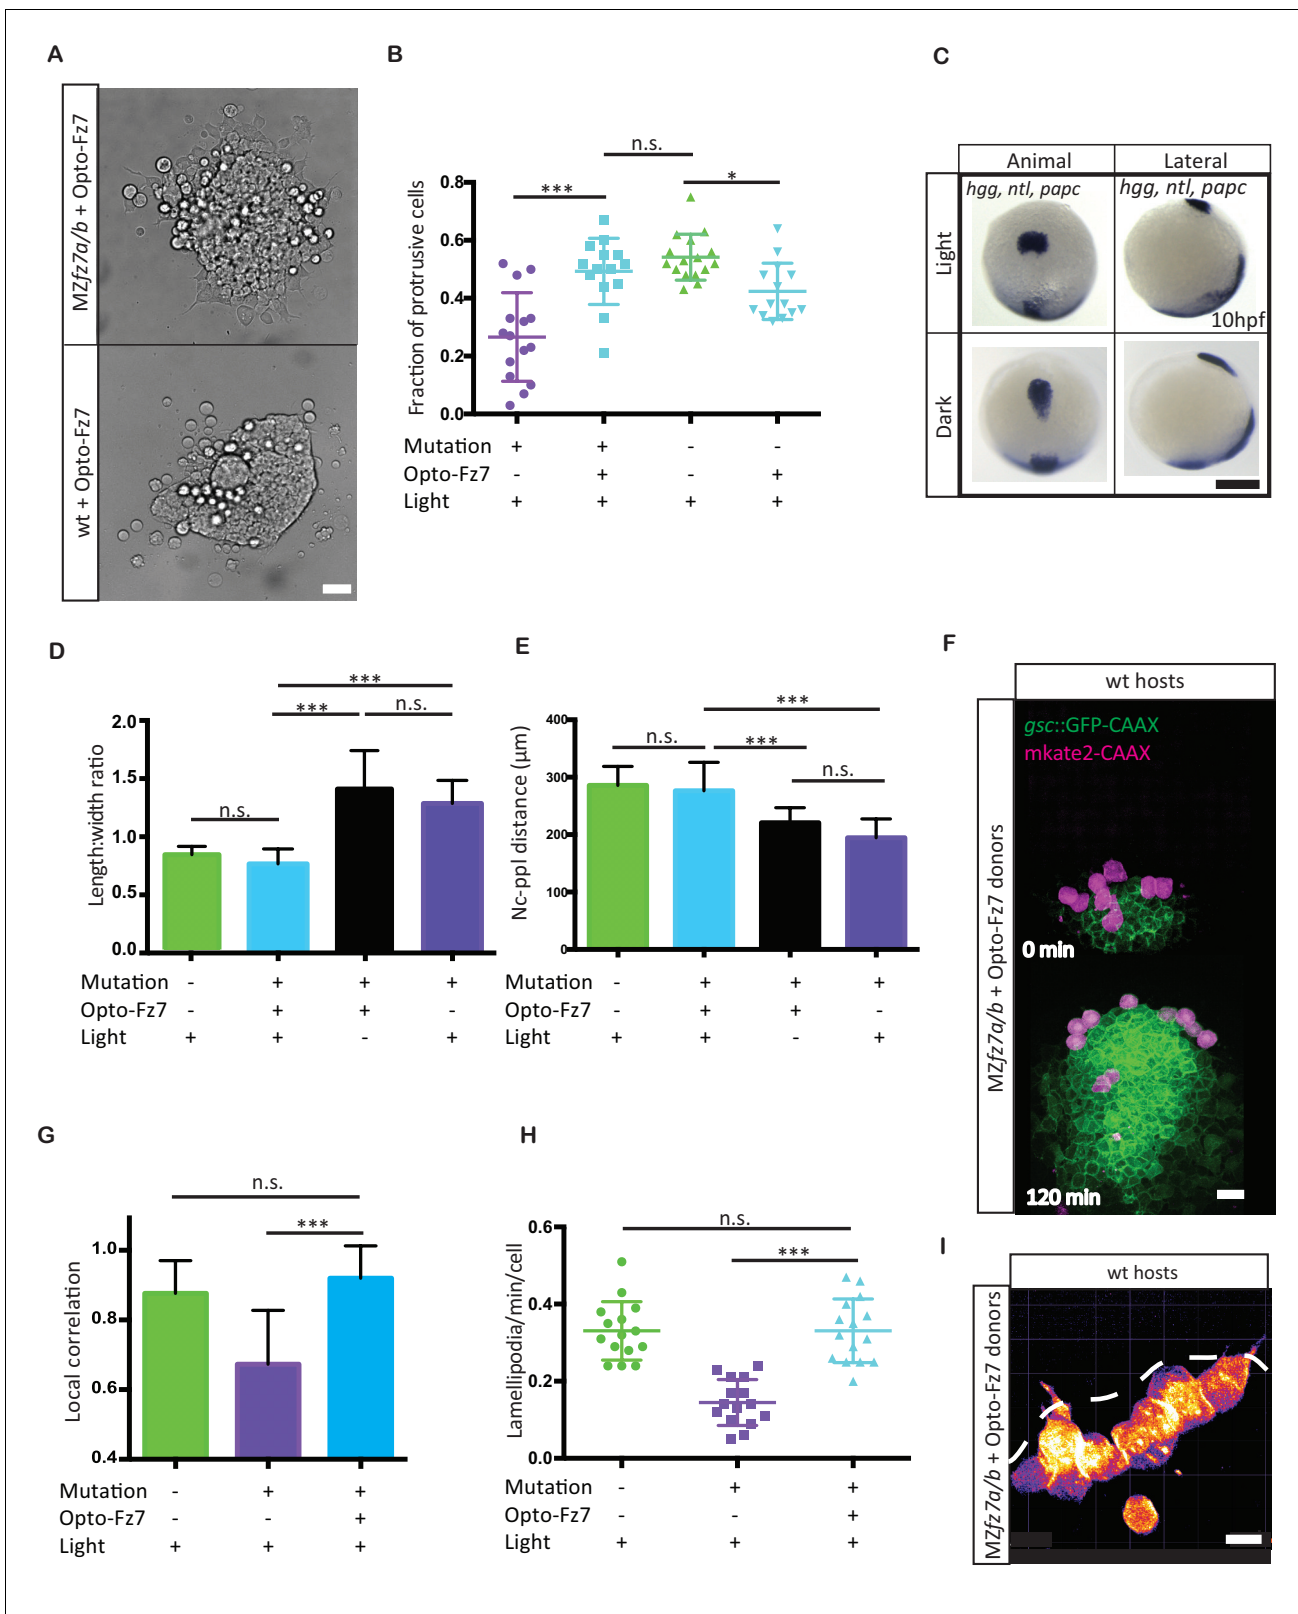 A
MZfz7a/b + Opto-Fz7
wt + Opto-Fz7
B
n.s.
***
*
Fraction of protrusive cells
0.8
0.6
0.4
0.2
0.0
Mutation + + - -
Opto-Fz7 - + - +
Light + + + +
C
Animal Lateral
Light
hgg, ntl, papc hgg, ntl, papc
10hpf
Dark
D
***
*** n.s.
n.s.
Length:width ratio
2.0
1.5
1.0
0.5
0.0
Mutation - + + +
Opto-Fz7 - + + -
Light + + - +
E
***
n.s. ***
n.s.
Nc-ppl distance (μm)
400
300
200
100
0
Mutation - + + +
Opto-Fz7 - + + -
Light + + - +
F
wt hosts
MZfz7a/b + Opto-Fz7 donors
gsc::GFP-CAAX
mkate2-CAAX
0 min
120 min
G
n.s.
***
Local correlation
1.0
0.8
0.6
0.4
Mutation - + +
Opto-Fz7 - - +
Light + + +
H
n.s.
***
Lamellipodia/min/cell
0.6
0.4
0.2
0.0
Mutation - + +
Opto-Fz7 - - +
Light + + +
I
wt hosts
MZfz7a/b + Opto-Fz7 donors